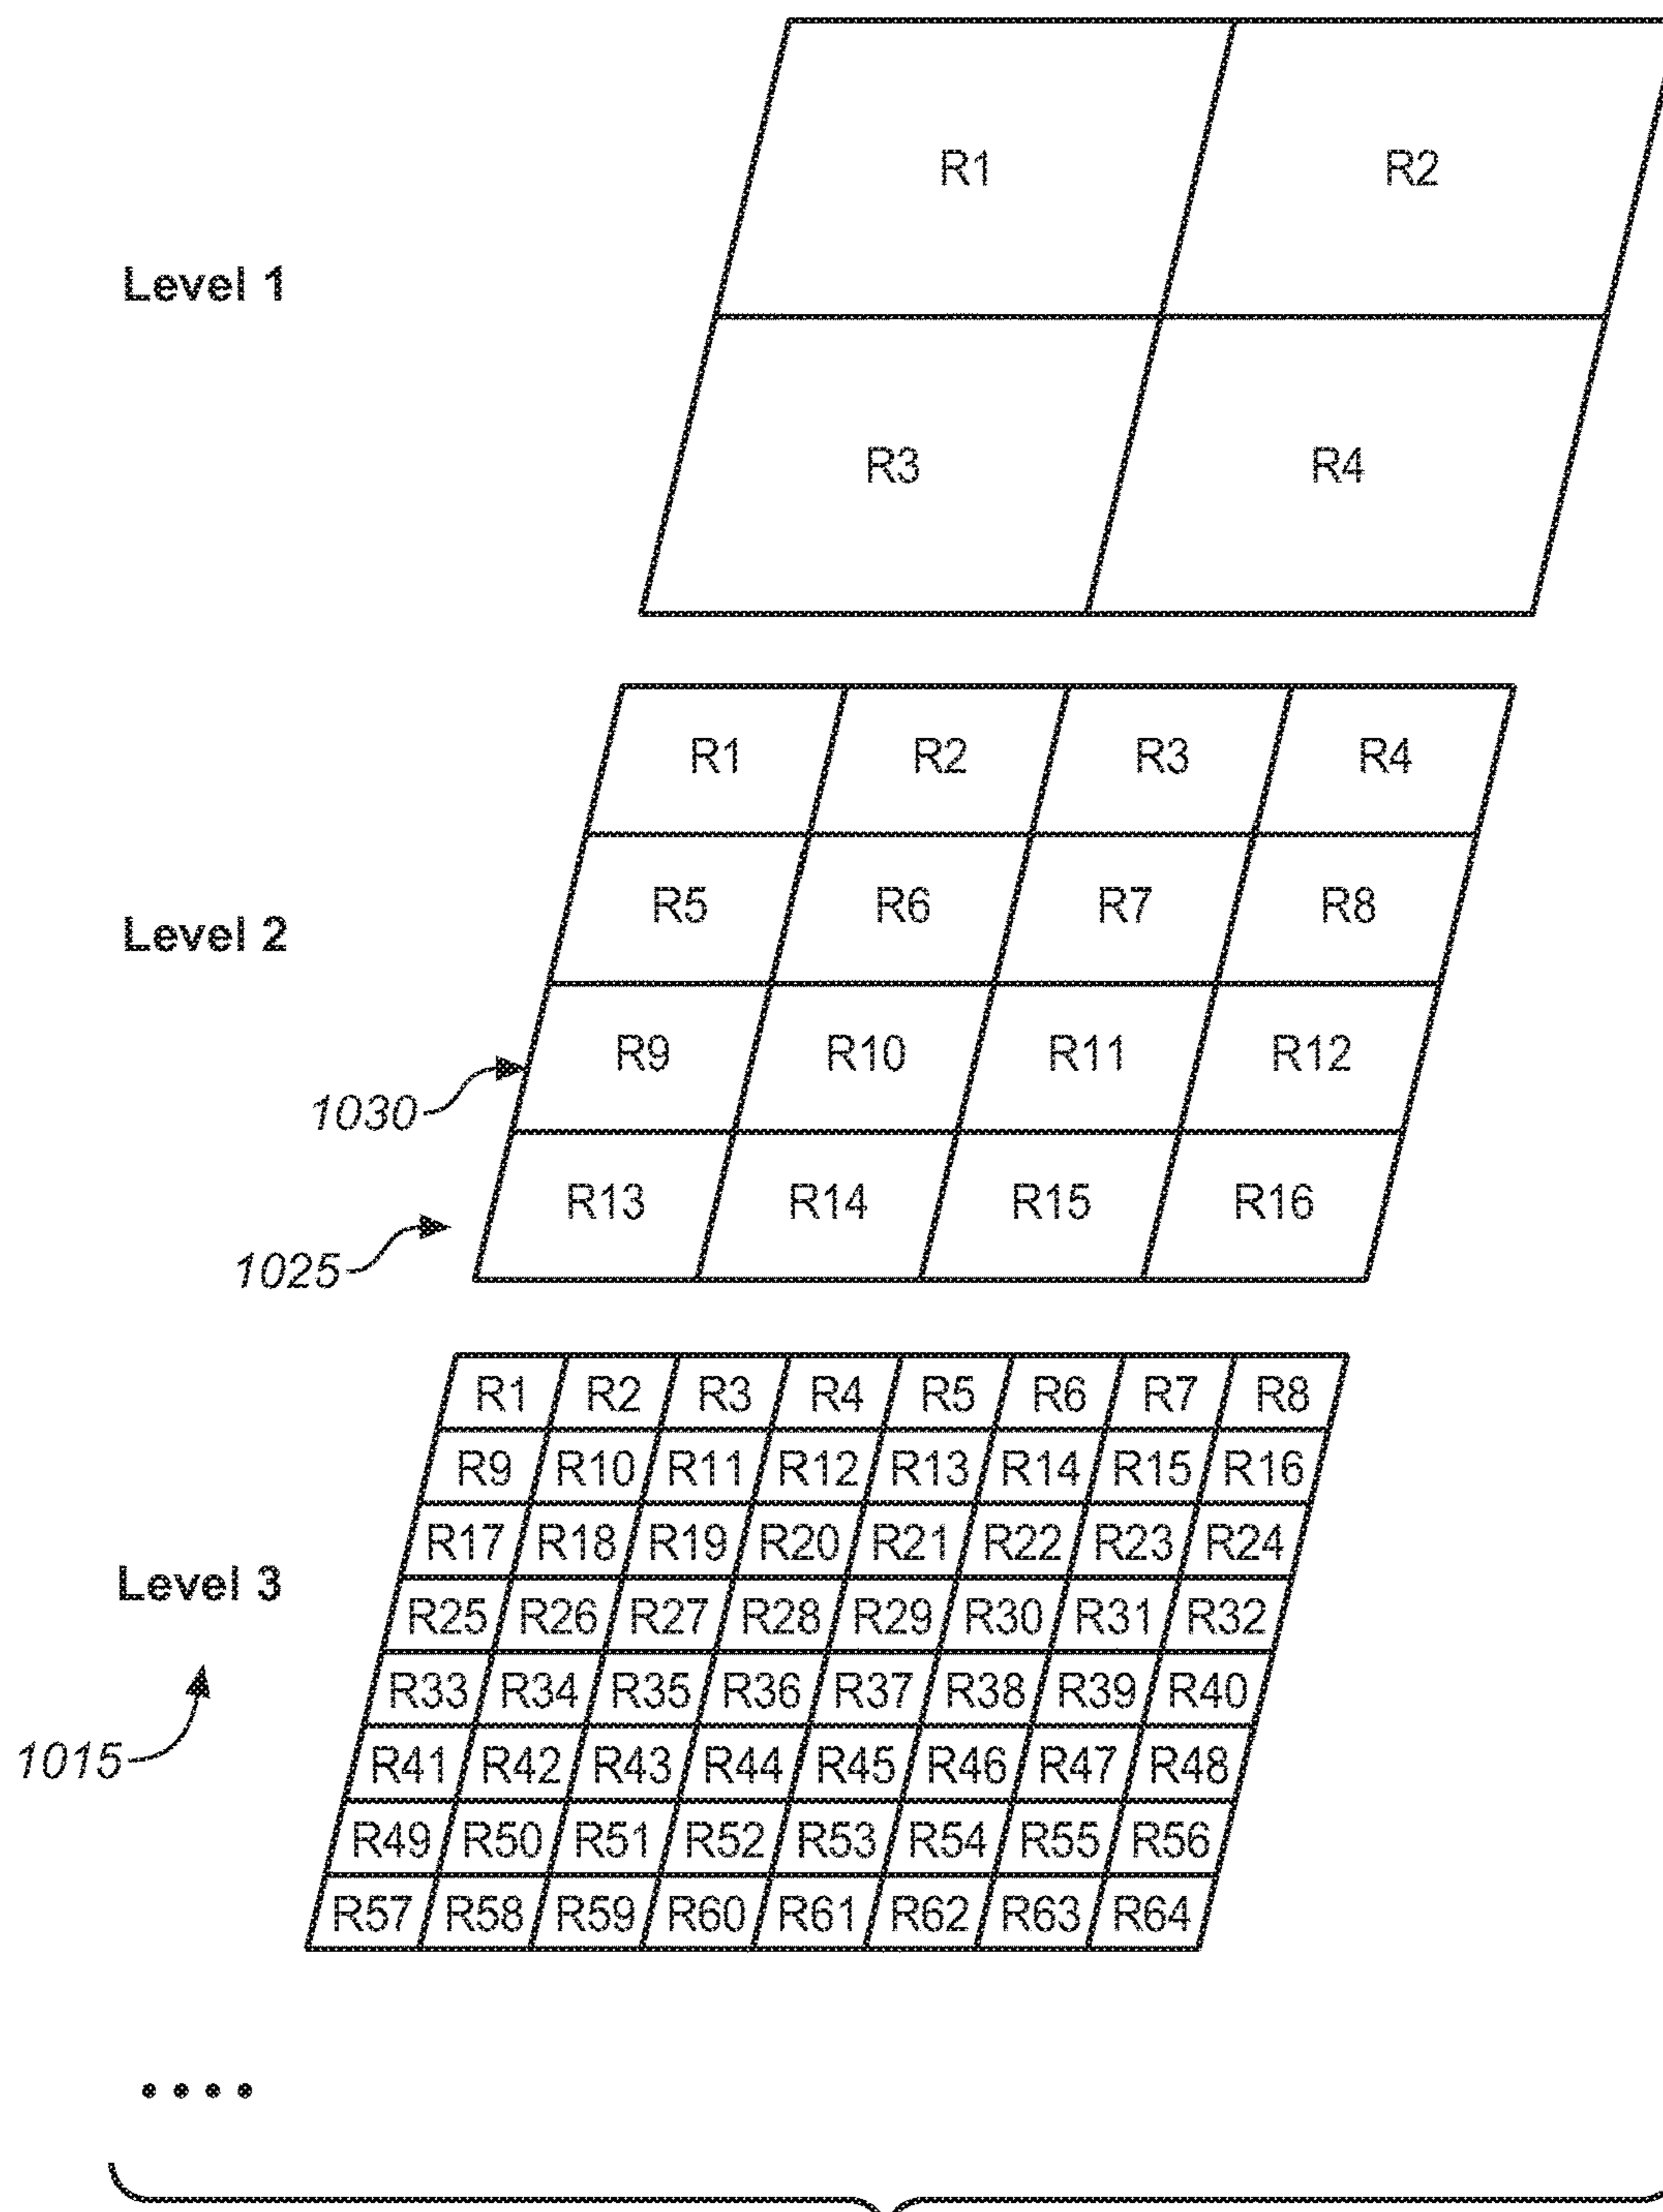 R1 R2
Level 1
R3 R4
R1 R2 R3 R4
R5 R6 R7 R8
Level 2
R9 R10 R11 R12
1030
R13 R14 R15 R16
1025
R1 R2 R3 R4 R5 R6 R7 R8
R9 R10 R11 R12 R13 R14 R15 R16
R17 R18 R19 R20 R21 R22 R23 R24
Level 3
R25 R26 R27 R28 R29 R30 R31 R32
R33 R34 R35 R36 R37 R38 R39 R40
1015
R41 R42 R43 R44 R45 R46 R47 R48
R49 R50 R51 R52 R53 R54 R55 R56
R57 R58 R59 R60 R61 R62 R63 R64
....